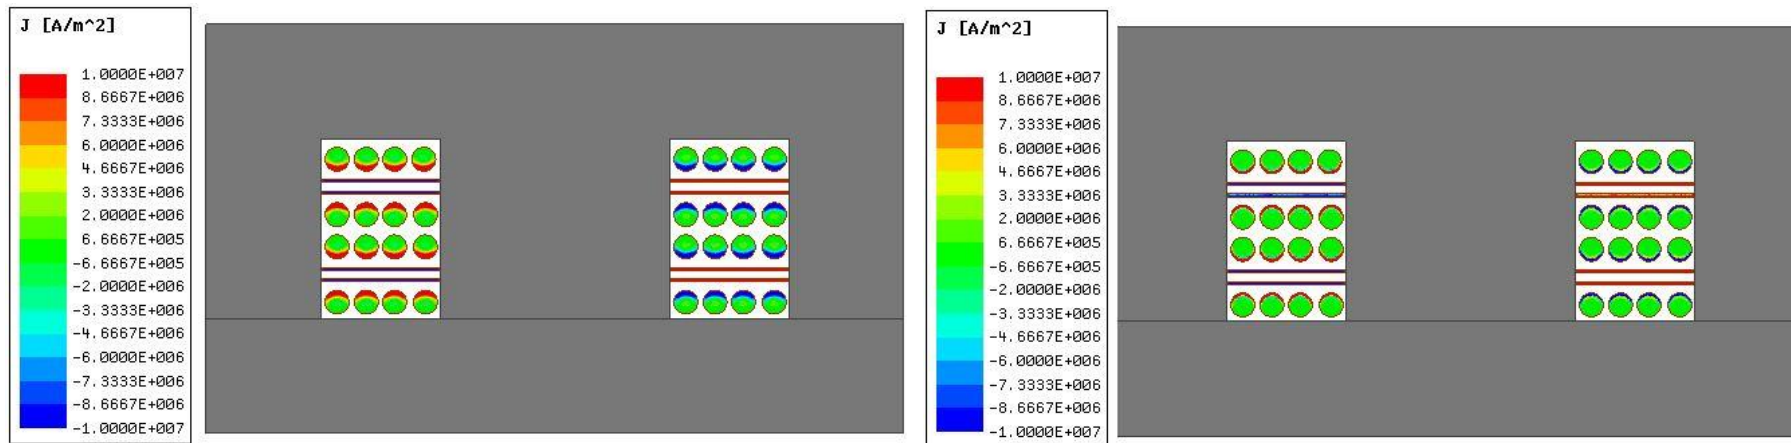 J [A/m^2]
1.0000E+007
8.6667E+006
7.3333E+006
6.0000E+006
4.6667E+006
3.3333E+006
2.0000E+006
6.6667E+005
-6.6667E+005
-2.0000E+006
-3.3333E+006
-4.6667E+006
-6.0000E+006
-7.3333E+006
-8.6667E+006
-1.0000E+007
J [A/m^2]
1.0000E+007
8.6667E+006
7.3333E+006
6.0000E+006
4.6667E+006
3.3333E+006
2.0000E+006
6.6667E+005
-6.6667E+005
-2.0000E+006
-3.3333E+006
-4.6667E+006
-6.0000E+006
-7.3333E+006
-8.6667E+006
-1.0000E+007